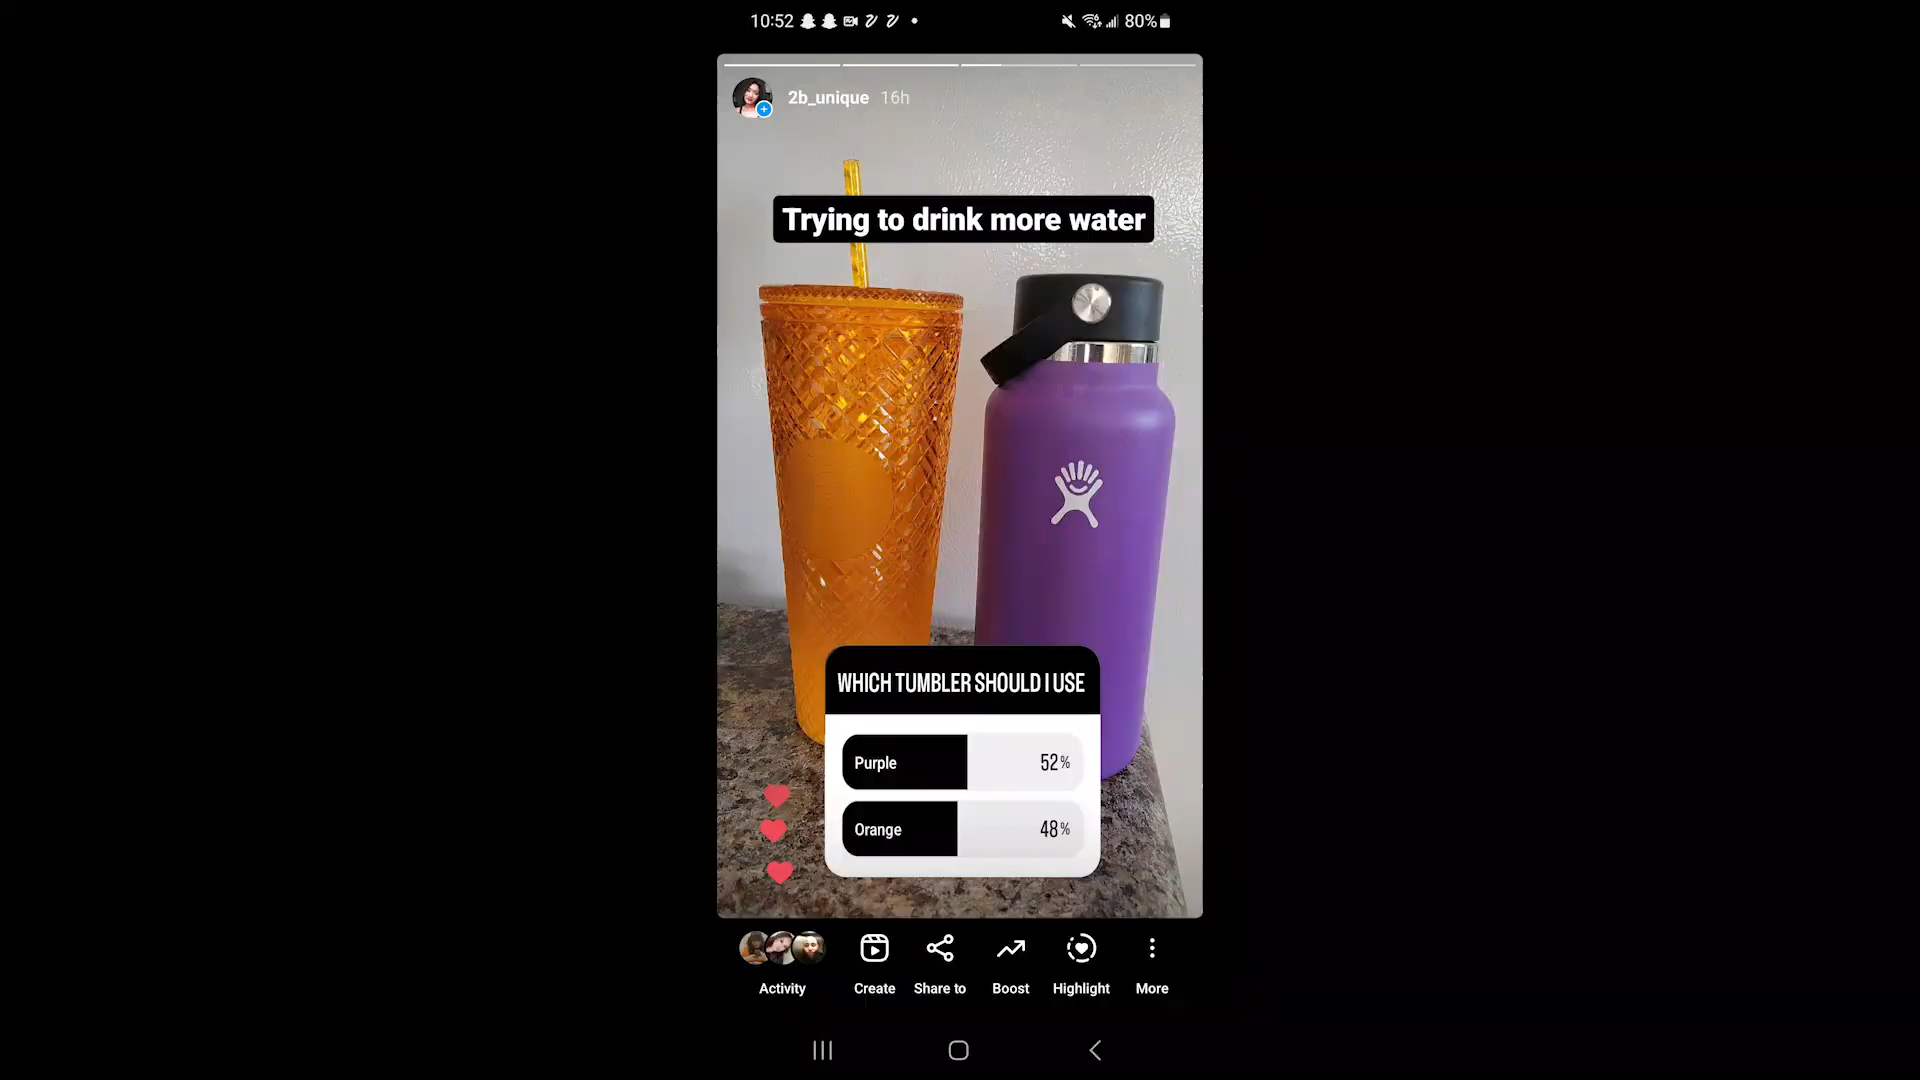 10:52
80%
2b_unique 16h
Trying to drink more water
WHICH TUMBLER SHOULD I USE
Purple 52%
Orange 48%
Activity Create Share to Boost Highlight More